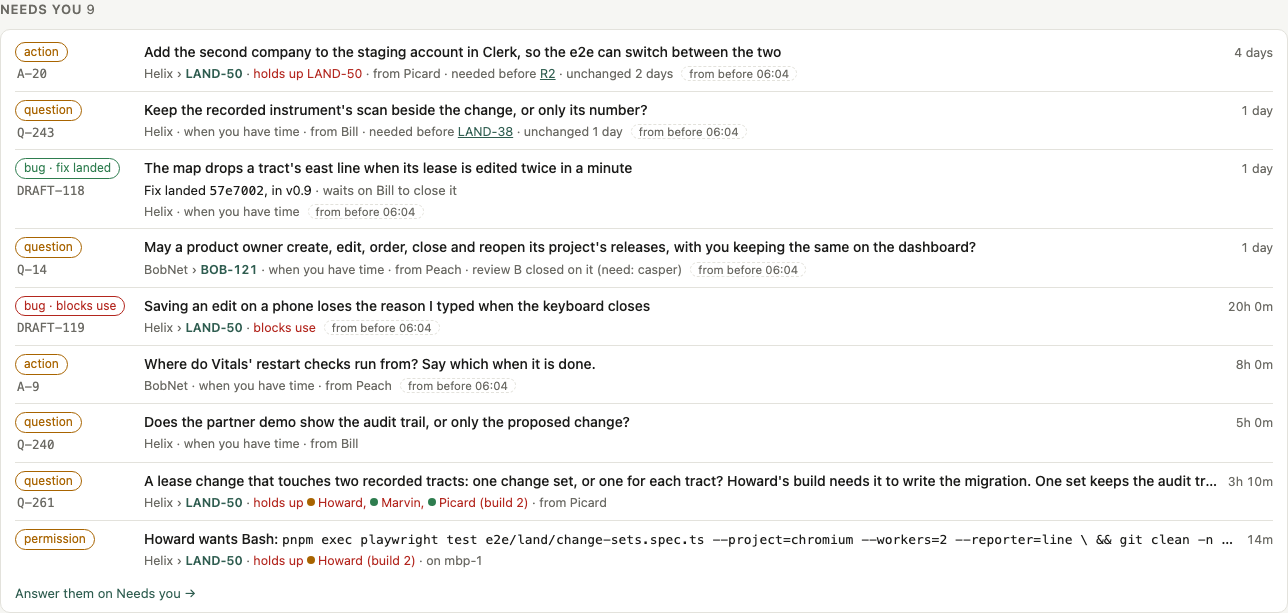 NEEDS YOU 9
action
Add the second company to the staging account in Clerk, so the e2e can switch between the two
4 days
A-20
Helix › LAND-50 · holds up LAND-50 · from Picard · needed before R2 · unchanged 2 days from before 06:04
question
Keep the recorded instrument's scan beside the change, or only its number?
1 day
Q-243
Helix · when you have time · from Bill · needed before LAND-38 · unchanged 1 day from before 06:04
bug · fix landed
The map drops a tract's east line when its lease is edited twice in a minute
1 day
DRAFT-118
Fix landed 57e7002, in v0.9 · waits on Bill to close it
Helix · when you have time from before 06:04
question
May a product owner create, edit, order, close and reopen its project's releases, with you keeping the same on the dashboard?
1 day
Q-14
BobNet › BOB-121 · when you have time · from Peach · review B closed on it (need: casper) from before 06:04
bug · blocks use
Saving an edit on a phone loses the reason I typed when the keyboard closes
20h 0m
DRAFT-119
Helix › LAND-50 · blocks use from before 06:04
action
Where do Vitals' restart checks run from? Say which when it is done.
8h 0m
A-9
BobNet · when you have time · from Peach from before 06:04
question
Does the partner demo show the audit trail, or only the proposed change?
5h 0m
Q-240
Helix · when you have time · from Bill
question
A lease change that touches two recorded tracts: one change set, or one for each tract? Howard's build needs it to write the migration. One set keeps the audit tr...
3h 10m
Q-261
Helix › LAND-50 · holds up Howard, Marvin, Picard (build 2) · from Picard
permission
Howard wants Bash: pnpm exec playwright test e2e/land/change-sets.spec.ts --project=chromium --workers=2 --reporter=line \ && git clean -n ...
14m
Helix › LAND-50 · holds up Howard (build 2) · on mbp-1
Answer them on Needs you →